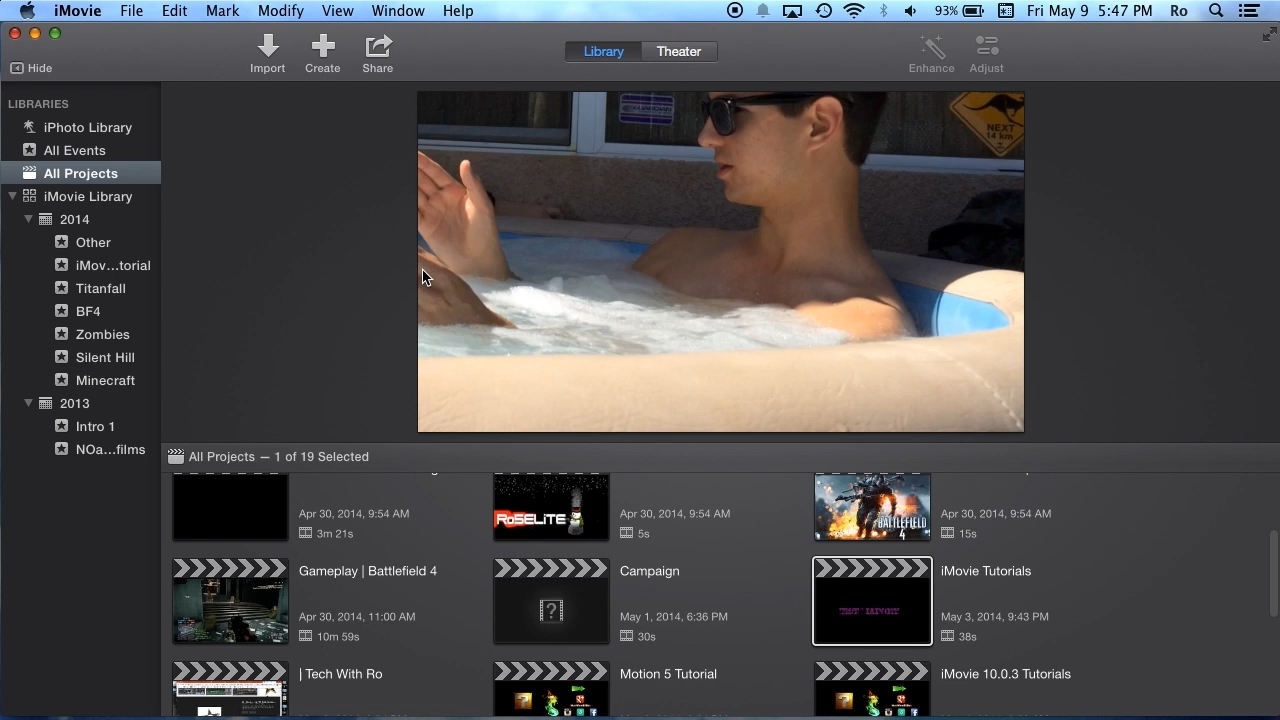 iMovie File Edit Mark Modify View Window Help 93% Fri May 9 5:47 PM Ro
Hide Import Create Share Library Theater Enhance Adjust
LIBRARIES
iPhoto Library
All Events
All Projects
iMovie Library
2014
Other
iMov...torial
Titanfall
BF4
Zombies
Silent Hill
Minecraft
2013
Intro 1
NOa...films
NEXT
14 km
All Projects — 1 of 19 Selected
Apr 30, 2014, 9:54 AM
3m 21s
ROSELITE
Apr 30, 2014, 9:54 AM
5s
BATTLEFIELD
4
Apr 30, 2014, 9:54 AM
15s
Gameplay | Battlefield 4
Apr 30, 2014, 11:00 AM
10m 59s
?
Campaign
May 1, 2014, 6:36 PM
30s
iMovie Tutorials
May 3, 2014, 9:43 PM
38s
| Tech With Ro
Motion 5 Tutorial
iMovie 10.0.3 Tutorials